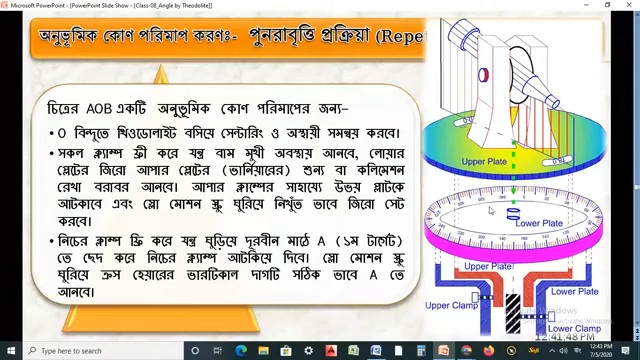 Microsoft PowerPoint - PowerPoint Slide Show - [Class-08_Angle by Theodolite]
অনুভূমিক কোণ পরিমাপ করণঃ- পুনরাবৃত্তি প্রক্রিয়া (Repe
চিত্রের AOB একটি অনুভূমিক কোণ পরিমাপের জন্য-
• O বিন্দুতে থিওডোলাইট বসিয়ে সেন্টারিং ও অস্থায়ী সমন্বয় করবে।
• সকল ক্ল্যাম্প ফ্রী করে যন্ত্র বাম মূখী অবস্থায় আনবে, লোয়ার
প্লেটের জিরো আপার প্লেটের (ভার্নিয়ারের) শুন্য বা কলিমেশন
রেখা বরাবর আনবে। আপার ক্লাম্পের সাহায্যে উভয় প্লাটকে
আটকাবে এবং স্লো মোশন স্ক্রু ঘুরিয়ে নিখুঁত ভাবে জিরো সেট
করবে।
• নিচের ক্লাম্প ফ্রি করে যন্ত্র ঘুড়িয়ে দূরবীন মাঠে A (১ম টার্গেট)
তে ছেদ করে নিচের ক্ল্যাম্প আটকিয়ে দিবে। স্লো মোশন স্ক্রু
ঘুরিয়ে ক্রস হেয়ারের ভারটিকাল দাগটি সঠিক ভাবে A তে
আনবে।
Upper Plate
Lower Plate
Upper Plate
Lower Plate
Upper Clamp
Lower Clamp
12:41:48 PM
Type here to search
12:43 PM
7/5/2020